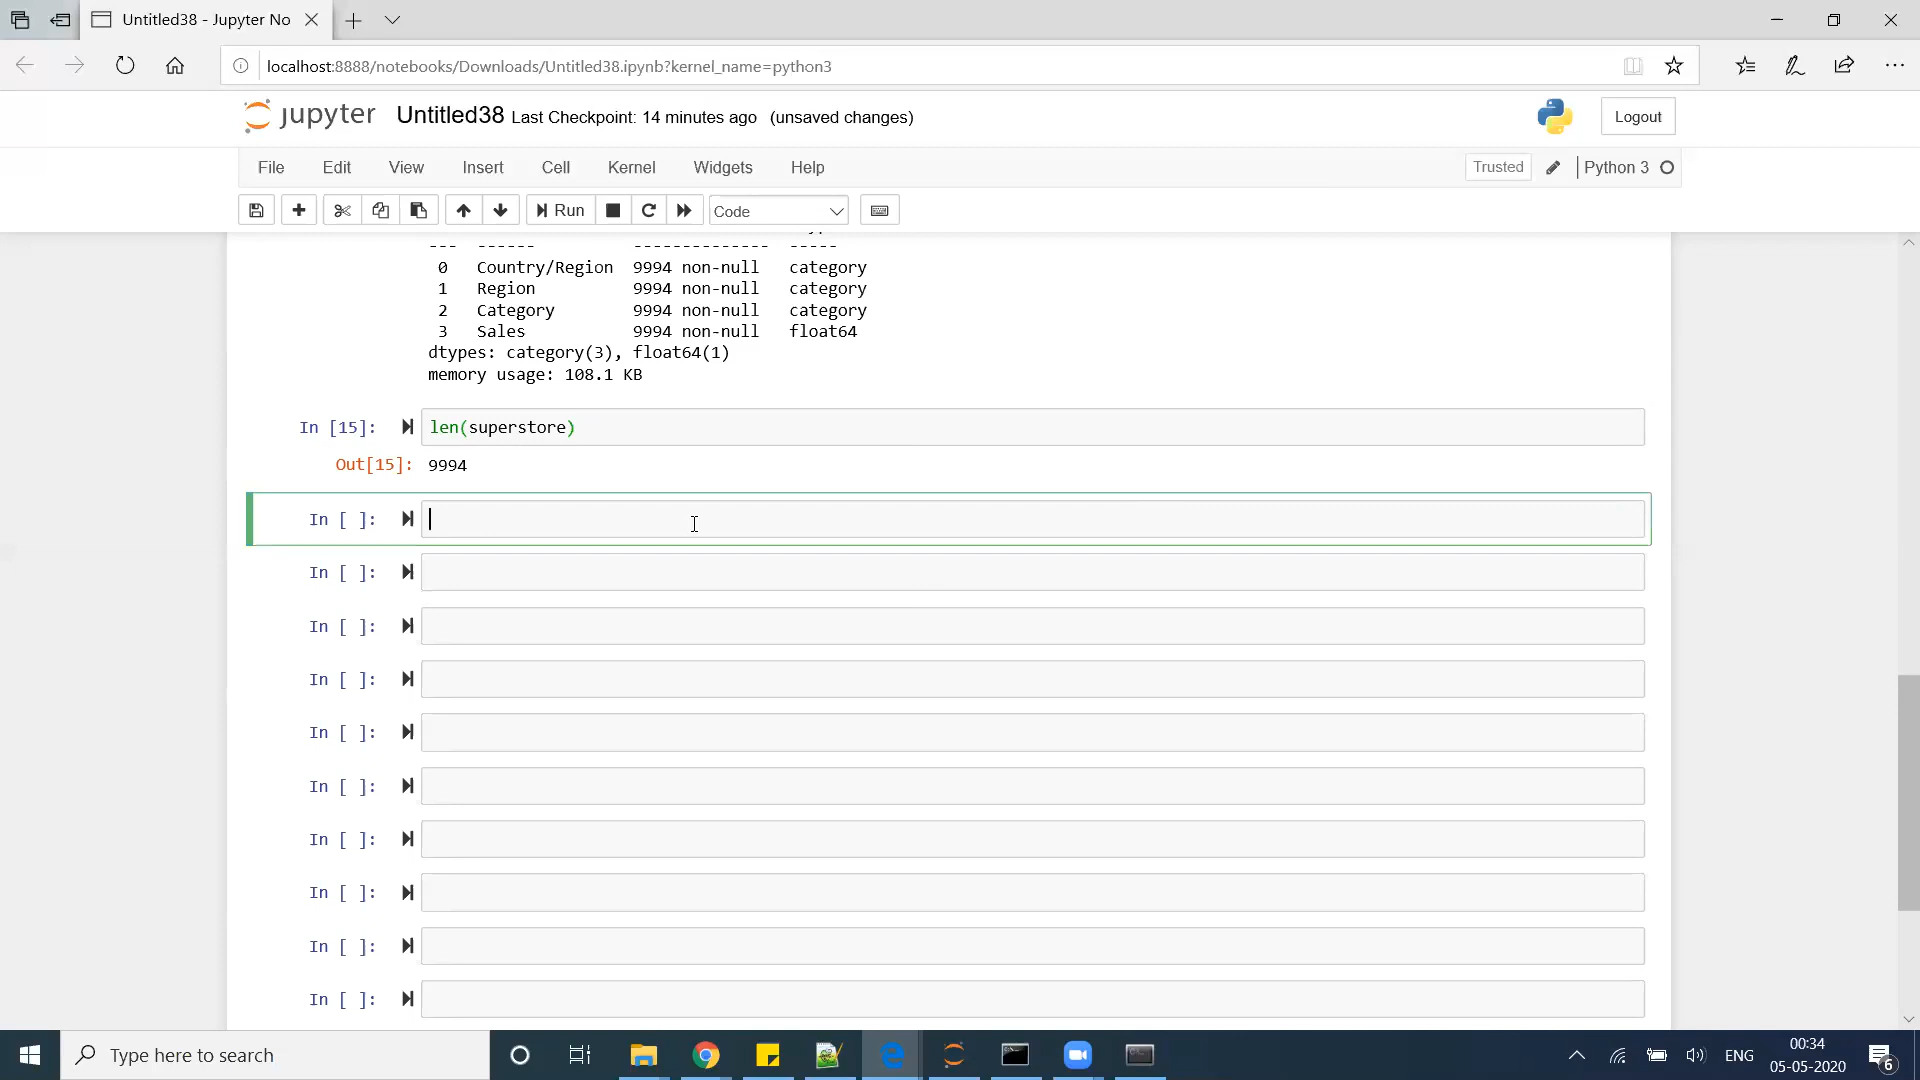 Untitled38 - Jupyter No
localhost:8888/notebooks/Downloads/Untitled38.ipynb?kernel_name=python3
jupyter Untitled38 Last Checkpoint: 14 minutes ago (unsaved changes)
Logout
File Edit View Insert Cell Kernel Widgets Help
Trusted Python 3
Run Code
--- ------ -------------- -----
0 Country/Region 9994 non-null category
1 Region 9994 non-null category
2 Category 9994 non-null category
3 Sales 9994 non-null float64
dtypes: category(3), float64(1)
memory usage: 108.1 KB
In [15]: len(superstore)
Out[15]: 9994
In [ ]:
In [ ]:
In [ ]:
In [ ]:
In [ ]:
In [ ]:
In [ ]:
In [ ]:
In [ ]:
In [ ]:
Type here to search
ENG
00:34
05-05-2020
6